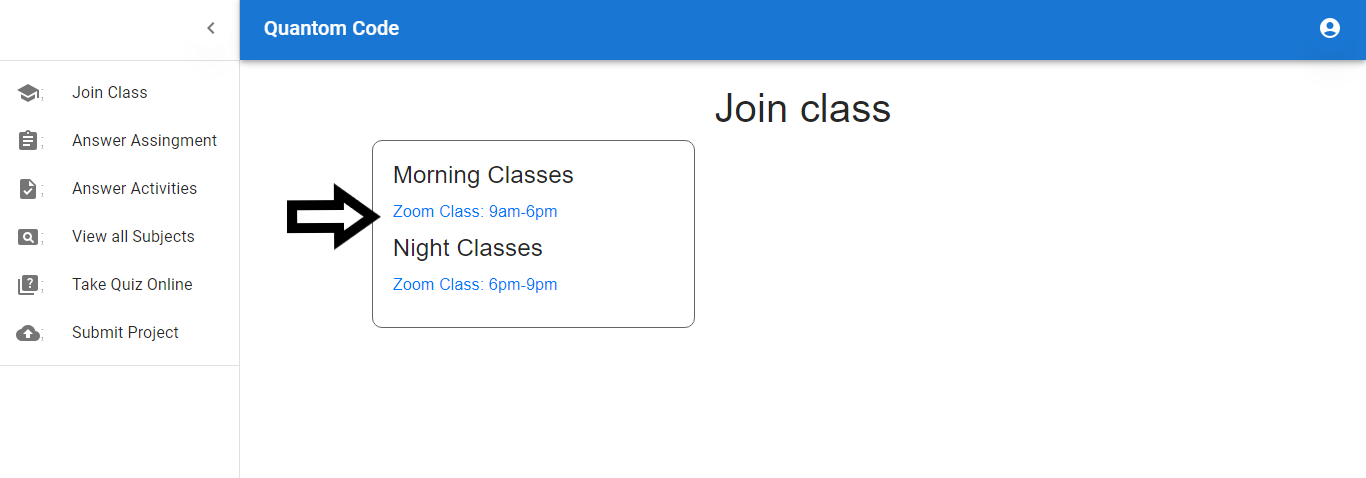 Quantom Code
Join Class
Answer Assingment
Answer Activities
View all Subjects
Take Quiz Online
Submit Project
Join class
Morning Classes
Zoom Class: 9am-6pm
Night Classes
Zoom Class: 6pm-9pm